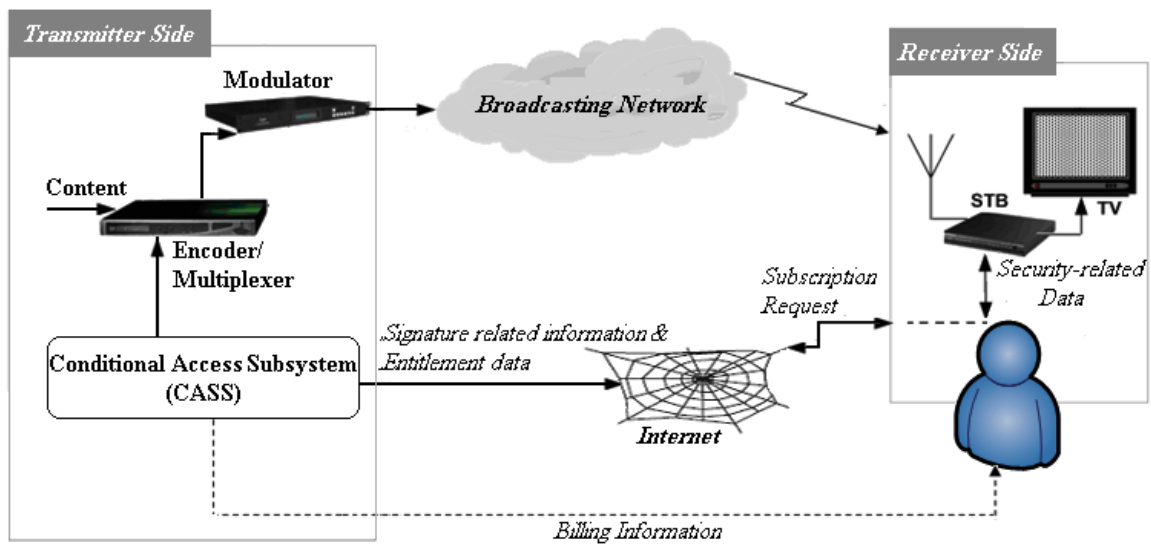 Transmitter Side
Receiver Side
Modulator
Broadcasting Network
Content
Encoder/
Multiplexer
STB
TV
Security-related
Data
Subscription
Request
Signature related information &
Entitlement data
Conditional Access Subsystem
(CASS)
Internet
Billing Information